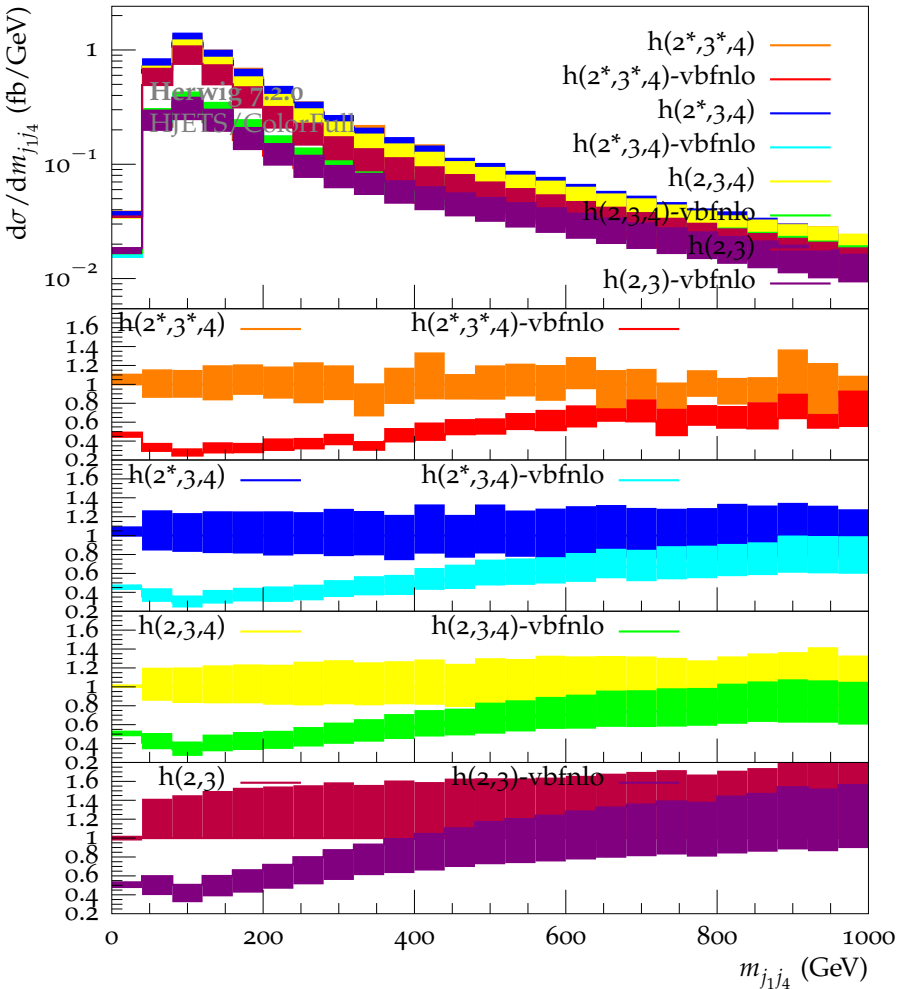 dσ/dm_{j₁j₄} (fb/GeV)
1
10⁻¹
10⁻²
Herwig 7.2.0
HJETS/ColorFull
h(2*,3*,4)
h(2*,3*,4)-vbfnlo
h(2*,3,4)
h(2*,3,4)-vbfnlo
h(2,3,4)
h(2,3,4)-vbfnlo
h(2,3)
h(2,3)-vbfnlo
h(2*,3*,4) h(2*,3*,4)-vbfnlo
1.6
1.4
1.2
1
0.8
0.6
0.4
0.2
h(2*,3,4) h(2*,3,4)-vbfnlo
1.6
1.4
1.2
1
0.8
0.6
0.4
0.2
h(2,3,4) h(2,3,4)-vbfnlo
1.6
1.4
1.2
1
0.8
0.6
0.4
0.2
h(2,3) h(2,3)-vbfnlo
1.6
1.4
1.2
1
0.8
0.6
0.4
0.2
0 200 400 600 800 1000
m_{j₁j₄} (GeV)